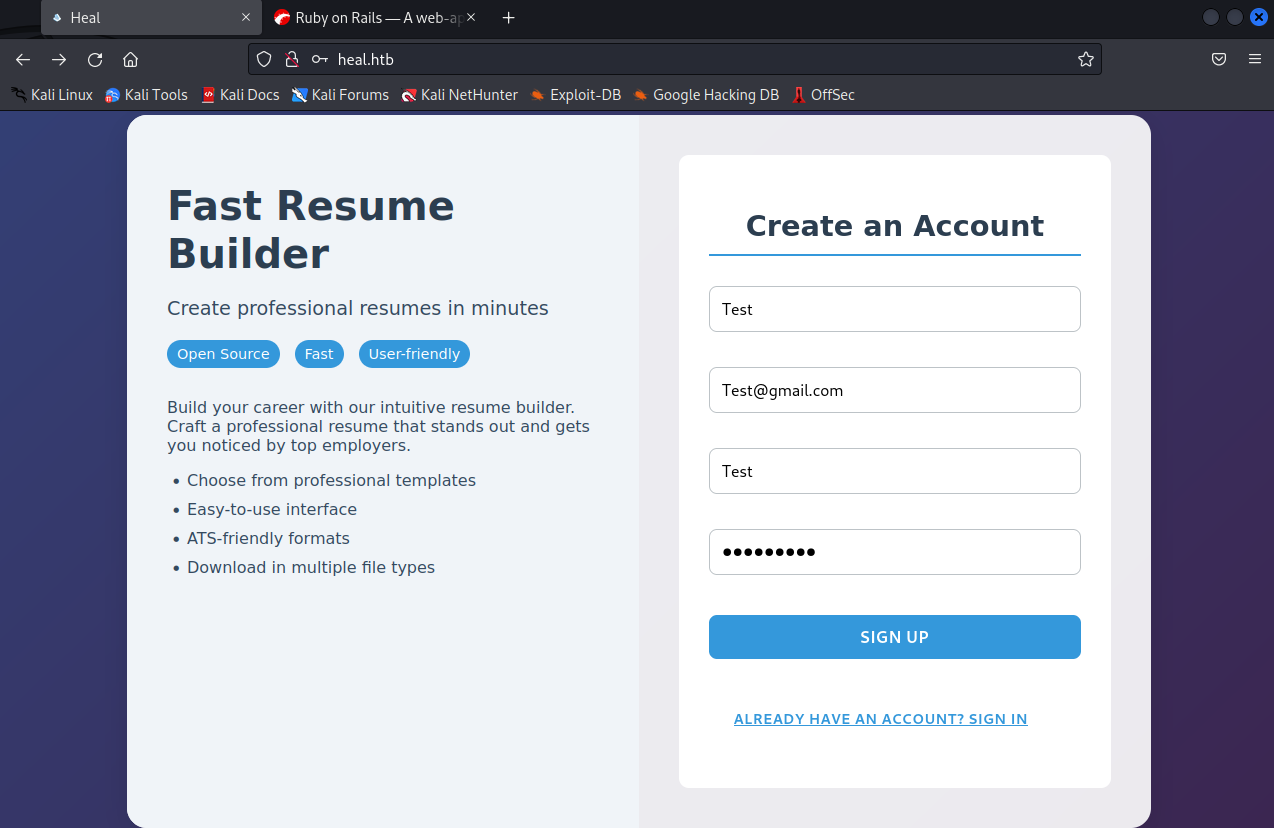 Heal
Ruby on Rails — A web-ap
heal.htb
Kali Linux
Kali Tools
Kali Docs
Kali Forums
Kali NetHunter
Exploit-DB
Google Hacking DB
OffSec
Fast Resume
Builder
Create professional resumes in minutes
Open Source
Fast
User-friendly
Build your career with our intuitive resume builder.
Craft a professional resume that stands out and gets
you noticed by top employers.
• Choose from professional templates
• Easy-to-use interface
• ATS-friendly formats
• Download in multiple file types
Create an Account
Test
Test@gmail.com
Test
●●●●●●●●●
SIGN UP
ALREADY HAVE AN ACCOUNT? SIGN IN